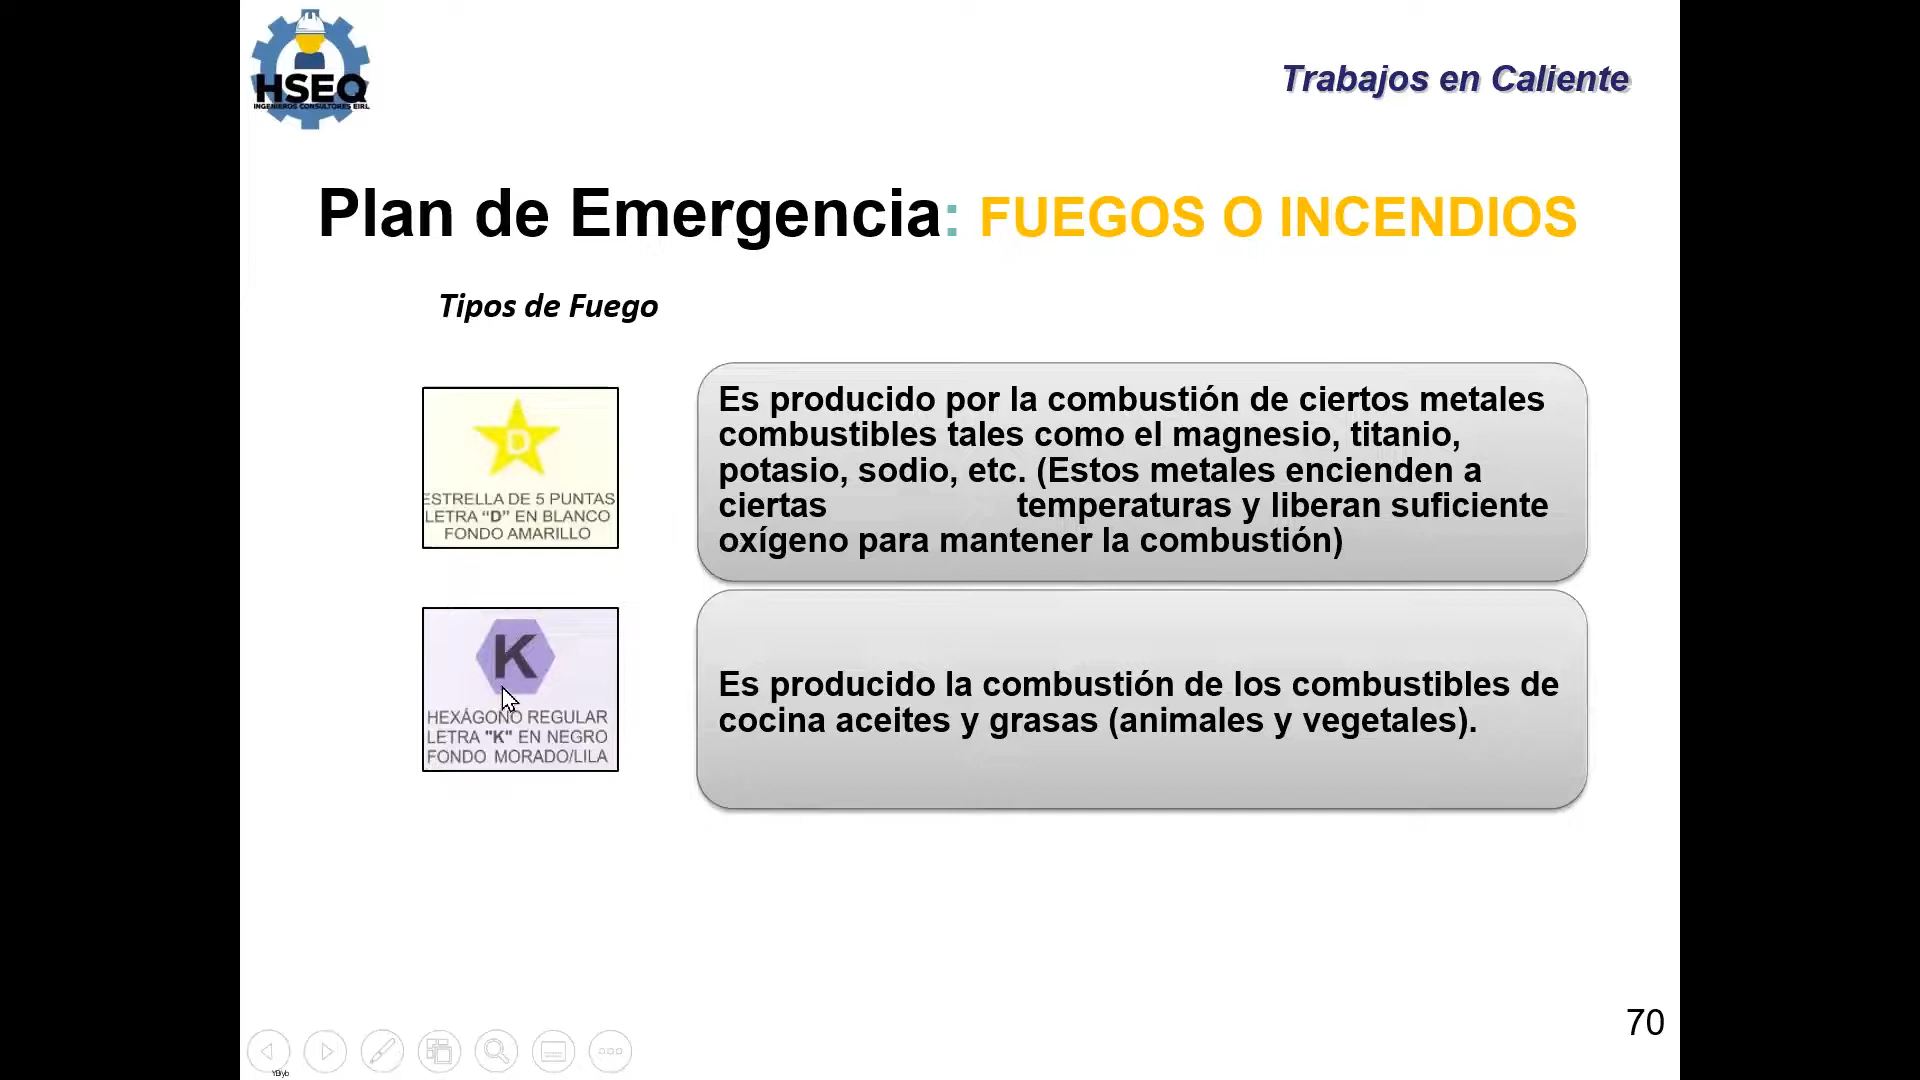 HSEQ
INGENIEROS CONSULTORES EIRL
Trabajos en Caliente
Plan de Emergencia: FUEGOS O INCENDIOS
Tipos de Fuego
D
ESTRELLA DE 5 PUNTAS
LETRA “D” EN BLANCO
FONDO AMARILLO
Es producido por la combustión de ciertos metales
combustibles tales como el magnesio, titanio,
potasio, sodio, etc. (Estos metales encienden a
ciertas temperaturas y liberan suficiente
oxígeno para mantener la combustión)
K
HEXÁGONO REGULAR
LETRA "K" EN NEGRO
FONDO MORADO/LILA
Es producido la combustión de los combustibles de
cocina aceites y grasas (animales y vegetales).
70